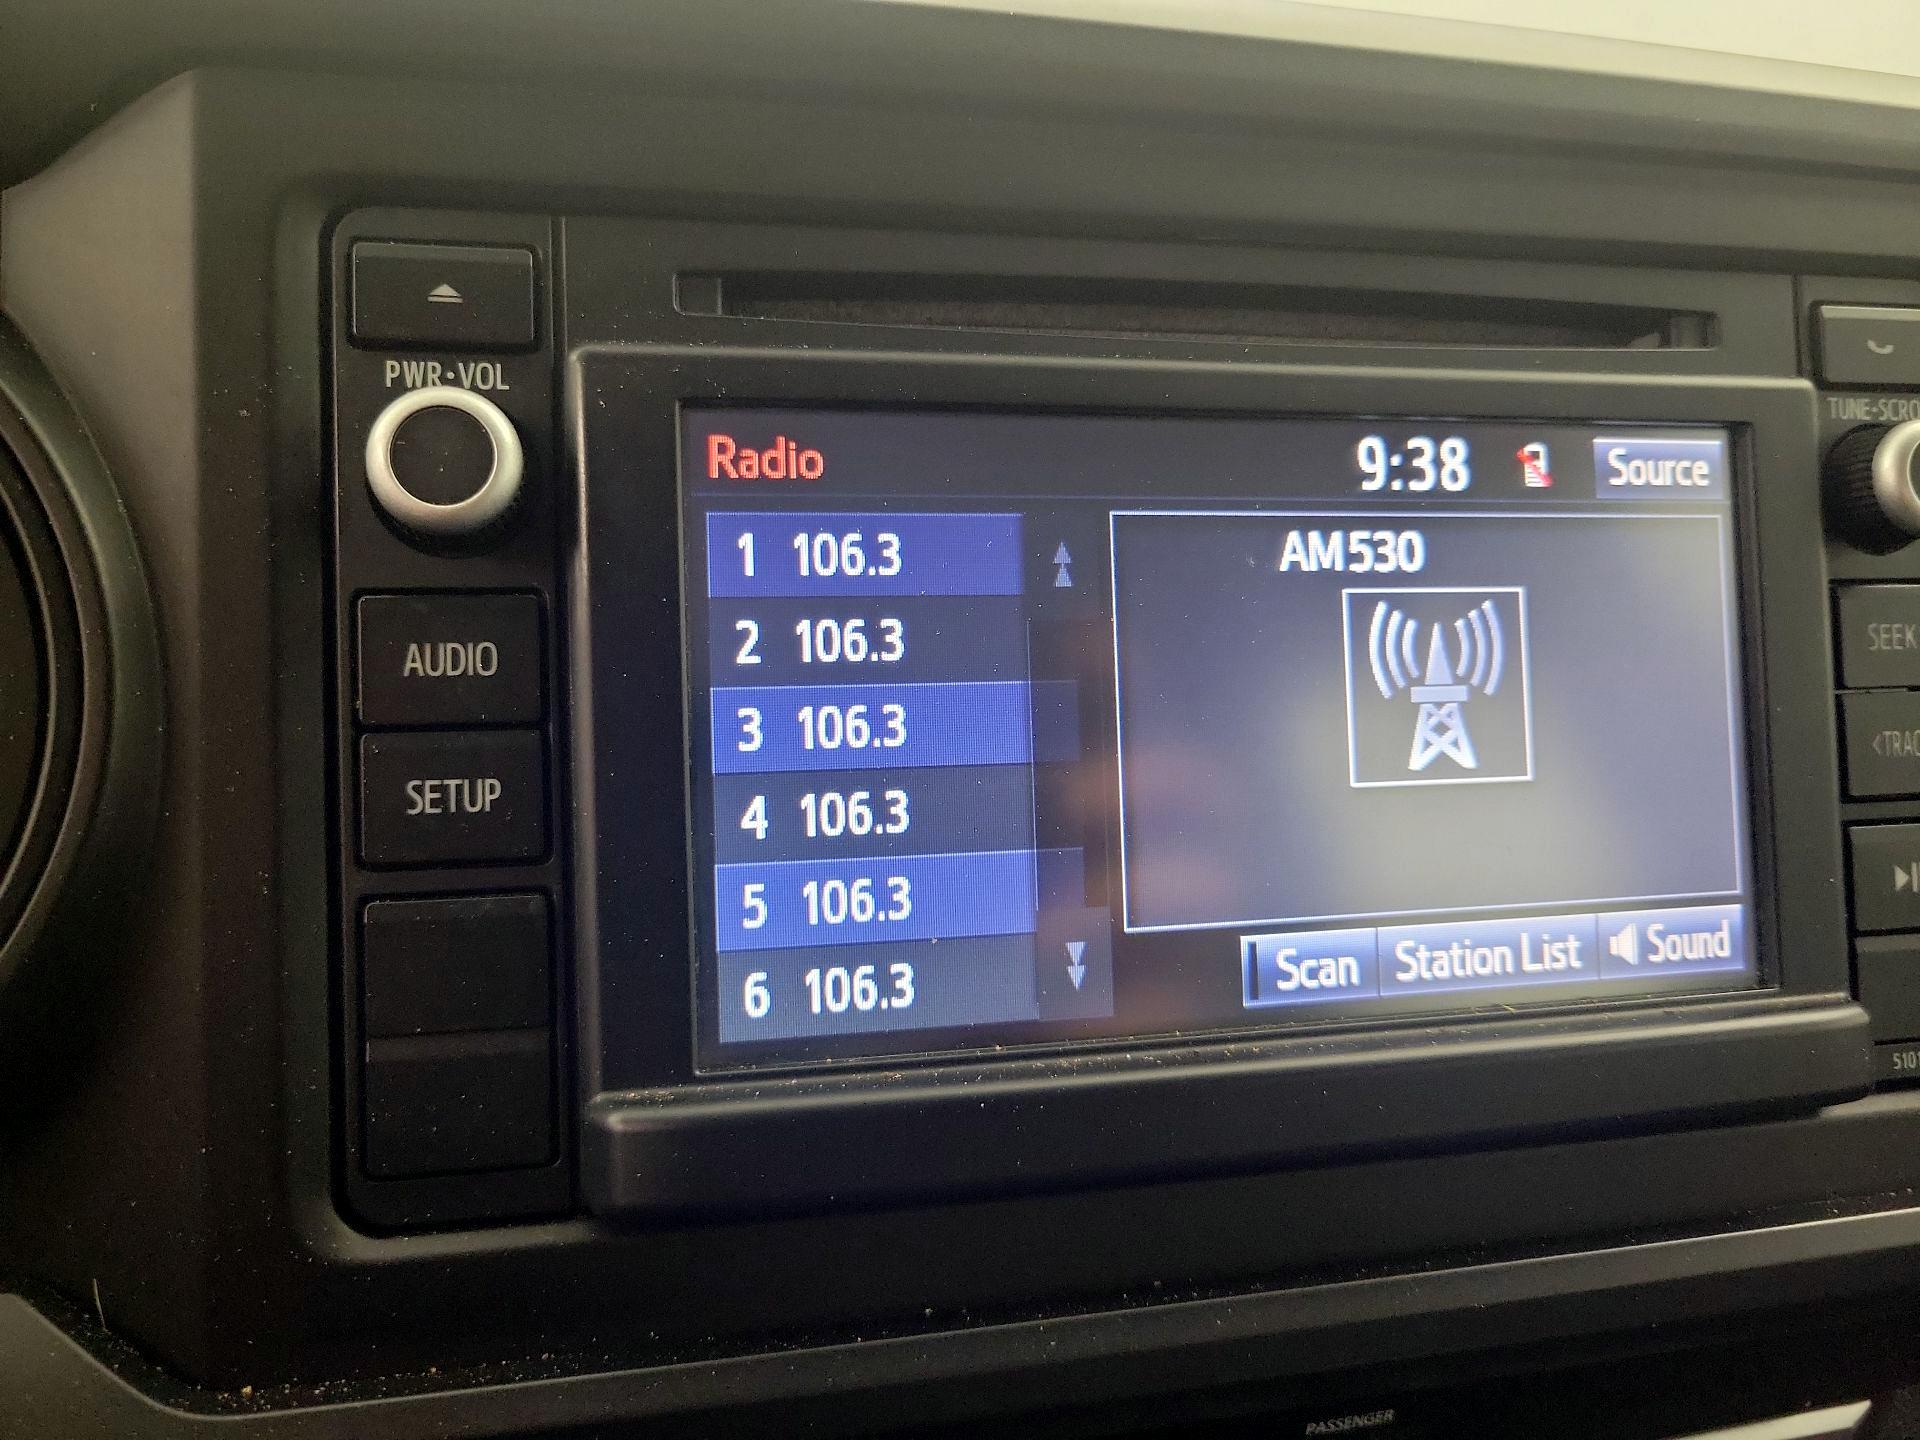 PWR•VOL
AUDIO
SETUP
Radio
9:38
Source
1 106.3
2 106.3
3 106.3
4 106.3
5 106.3
6 106.3
AM530
Scan
Station List
Sound
SEEK
PASSENGER